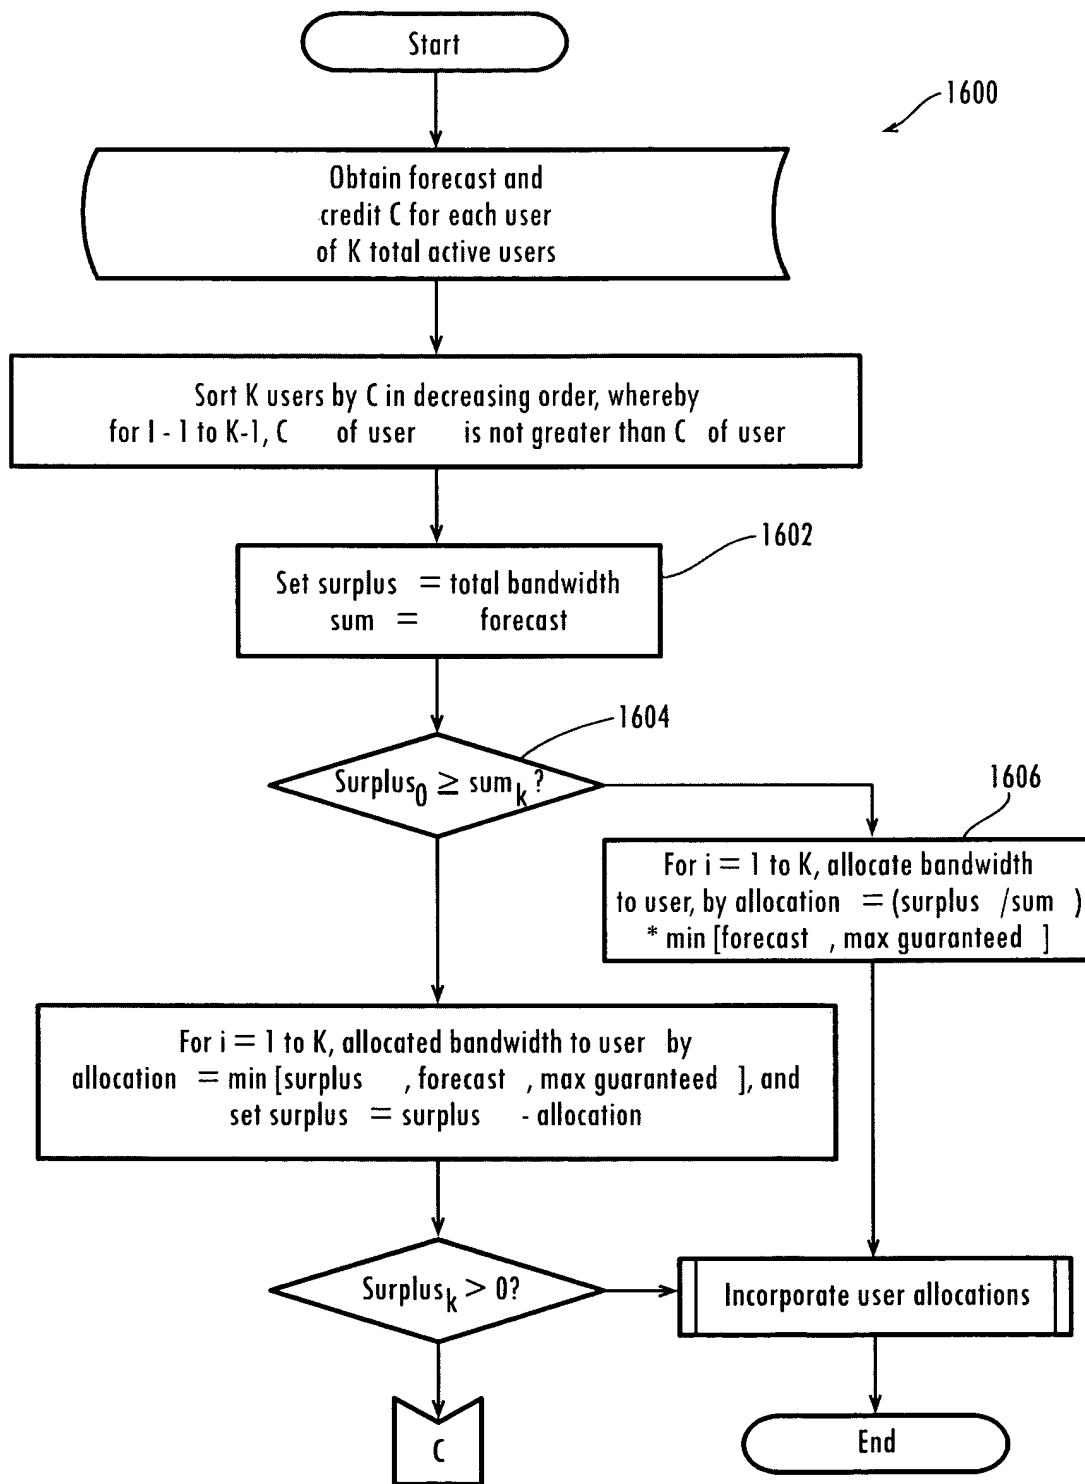 Start
1600
Obtain forecast and
credit C for each user
of K total active users
Sort K users by C in decreasing order, whereby
for I - 1 to K-1, C of user is not greater than C of user
1602
Set surplus = total bandwidth
sum = forecast
1604
Surplus0 ≥ sumk?
1606
For i = 1 to K, allocate bandwidth
to user, by allocation = (surplus /sum )
* min [forecast , max guaranteed ]
For i = 1 to K, allocated bandwidth to user by
allocation = min [surplus , forecast , max guaranteed ], and
set surplus = surplus - allocation
Surplusk > 0?
Incorporate user allocations
C
End